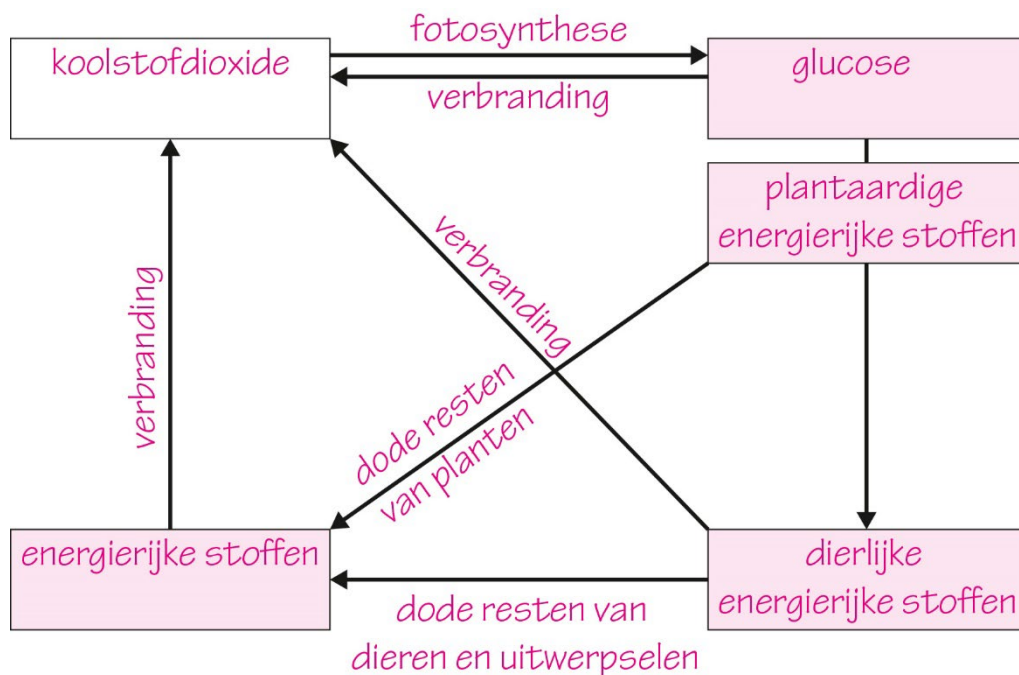 fotosynthese
koolstofdioxide
glucose
verbranding
plantaardige
energierijke stoffen
verbranding
verbranding
dode resten
van planten
energierijke stoffen
dierlijke
energierijke stoffen
dode resten van
dieren en uitwerpselen